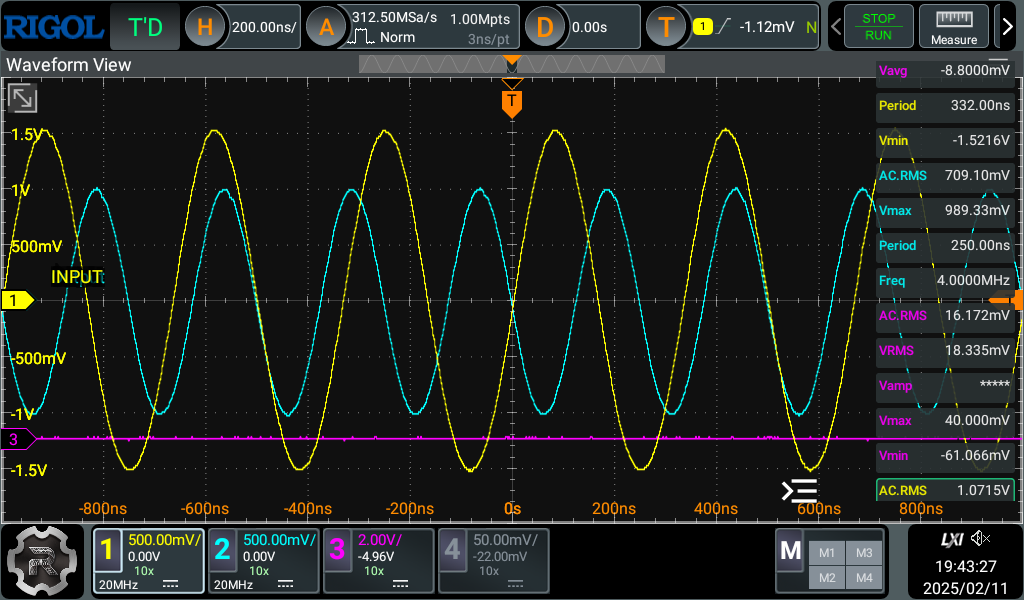 RIGOL T'D H 200.00ns/ A 312.50MSa/s 1.00Mpts D 0.00s T 1 -1.12mV N STOP RUN Measure
Norm 3ns/pt
Waveform View
T
Vavg -8.8000mV
Period 332.00ns
Vmin -1.5216V
AC.RMS 709.10mV
Vmax 989.33mV
Period 250.00ns
Freq 4.0000MHz
AC.RMS 16.172mV
VRMS 18.335mV
Vamp *****
Vmax 40.000mV
Vmin -61.066mV
AC.RMS 1.0715V
1.5V
1V
500mV
INPUT
1
-500mV
-1V
3
-1.5V
-800ns -600ns -400ns -200ns 0s 200ns 400ns 600ns 800ns
1 500.00mV/ 0.00V 10x 20MHz
2 500.00mV/ 0.00V 10x 20MHz
3 2.00V/ -4.96V 10x
4 50.00mV/ -22.00mV 10x
M M1 M3 M2 M4
LXI
19:43:27
2025/02/11